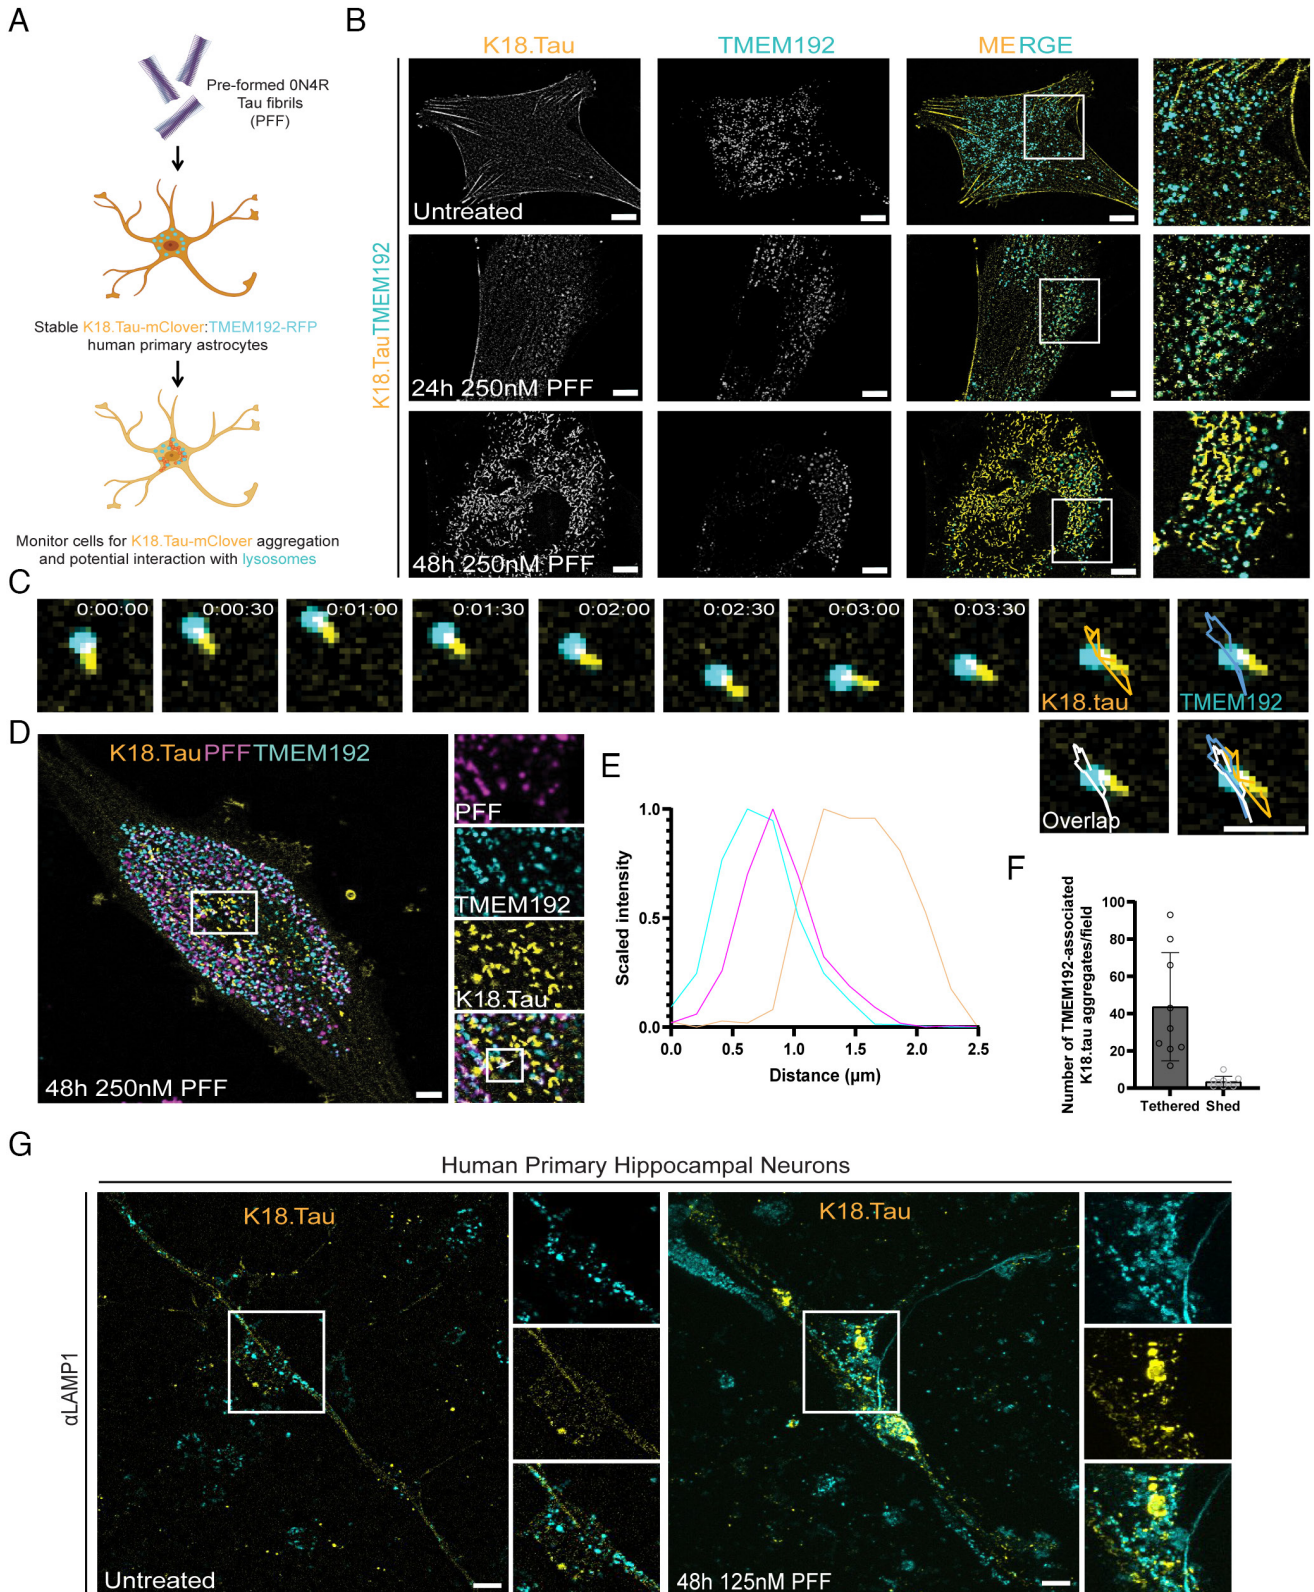 A
Pre-formed 0N4R
Tau fibrils
(PFF)
Stable K18.Tau-mClover:TMEM192-RFP
human primary astrocytes
Monitor cells for K18.Tau-mClover aggregation
and potential interaction with lysosomes
B
K18.Tau
TMEM192
MERGE
K18.TauTMEM192
Untreated
24h 250nM PFF
48h 250nM PFF
C
0:00:00
0:00:30
0:01:00
0:01:30
0:02:00
0:02:30
0:03:00
0:03:30
K18.tau
TMEM192
Overlap
D
K18.TauPFFTMEM192
48h 250nM PFF
PFF
TMEM192
K18.Tau
E
Scaled intensity
1.0
0.5
0.0
0.0
0.5
1.0
1.5
2.0
2.5
Distance (µm)
F
Number of TMEM192-associated
K18.tau aggregates/field
100
80
60
40
20
0
Tethered
Shed
G
Human Primary Hippocampal Neurons
αLAMP1
K18.Tau
Untreated
K18.Tau
48h 125nM PFF